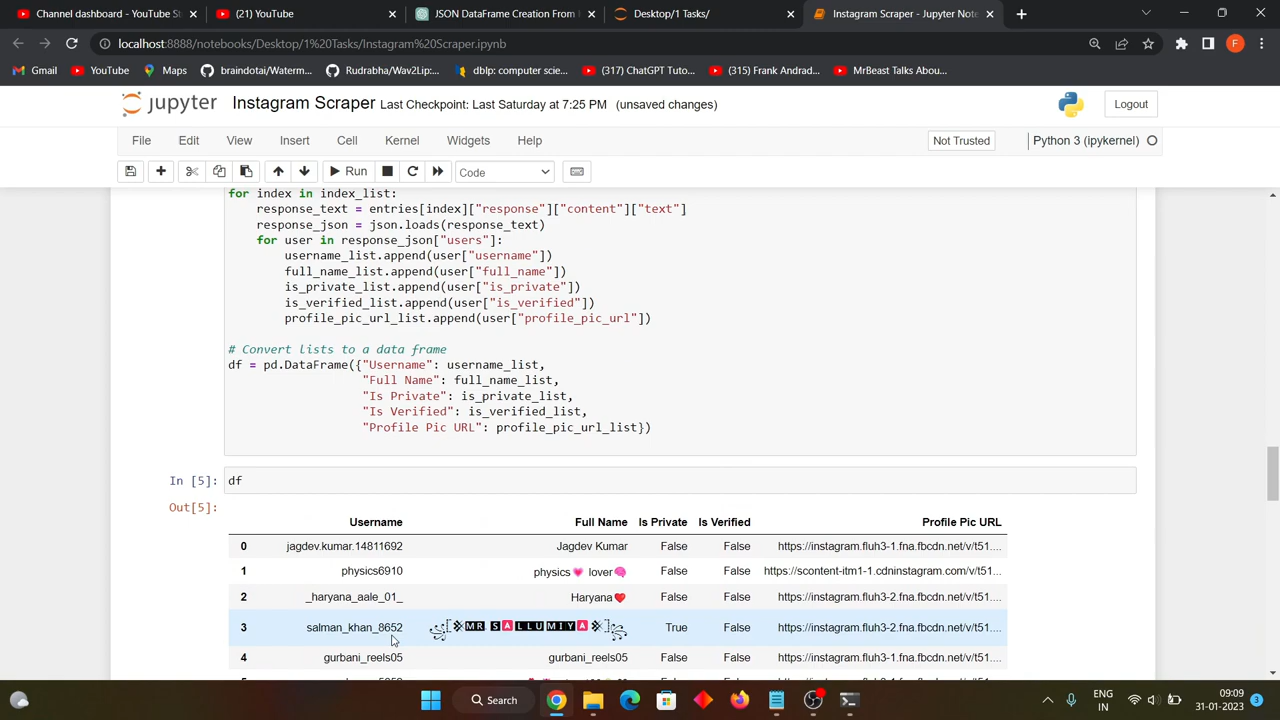 Channel dashboard - YouTube St
(21) YouTube
JSON DataFrame Creation From
Desktop/1 Tasks/
Instagram Scraper - Jupyter Note
localhost:8888/notebooks/Desktop/1%20Tasks/Instagram%20Scraper.ipynb
Gmail YouTube Maps braindotai/Waterm... Rudrabha/Wav2Lip:... dblp: computer scie... (317) ChatGPT Tuto... (315) Frank Andrad... MrBeast Talks Abou...
jupyter Instagram Scraper Last Checkpoint: Last Saturday at 7:25 PM (unsaved changes) Logout
File Edit View Insert Cell Kernel Widgets Help Not Trusted Python 3 (ipykernel)
Run Code
for index in index_list:
    response_text = entries[index]["response"]["content"]["text"]
    response_json = json.loads(response_text)
    for user in response_json["users"]:
        username_list.append(user["username"])
        full_name_list.append(user["full_name"])
        is_private_list.append(user["is_private"])
        is_verified_list.append(user["is_verified"])
        profile_pic_url_list.append(user["profile_pic_url"])
# Convert lists to a data frame
df = pd.DataFrame({"Username": username_list,
                   "Full Name": full_name_list,
                   "Is Private": is_private_list,
                   "Is Verified": is_verified_list,
                   "Profile Pic URL": profile_pic_url_list})
In [5]: df
Out[5]:
Username Full Name Is Private Is Verified Profile Pic URL
0 jagdev.kumar.14811692 Jagdev Kumar False False https://instagram.fluh3-1.fna.fbcdn.net/v/t51....
1 physics6910 physics💗 lover🧠 False False https://scontent-itm1-1.cdninstagram.com/v/t51....
2 _haryana_aale_01_ Haryana❤️ False False https://instagram.fluh3-2.fna.fbcdn.net/v/t51....
3 salman_khan_8652 🅼🆁 🆂🅰🅻🅻🆄🅼🅸🆈🅰 True False https://instagram.fluh3-2.fna.fbcdn.net/v/t51....
4 gurbani_reels05 gurbani_reels05 False False https://instagram.fluh3-1.fna.fbcdn.net/v/t51....
Search
ENG
IN
09:09
31-01-2023
3